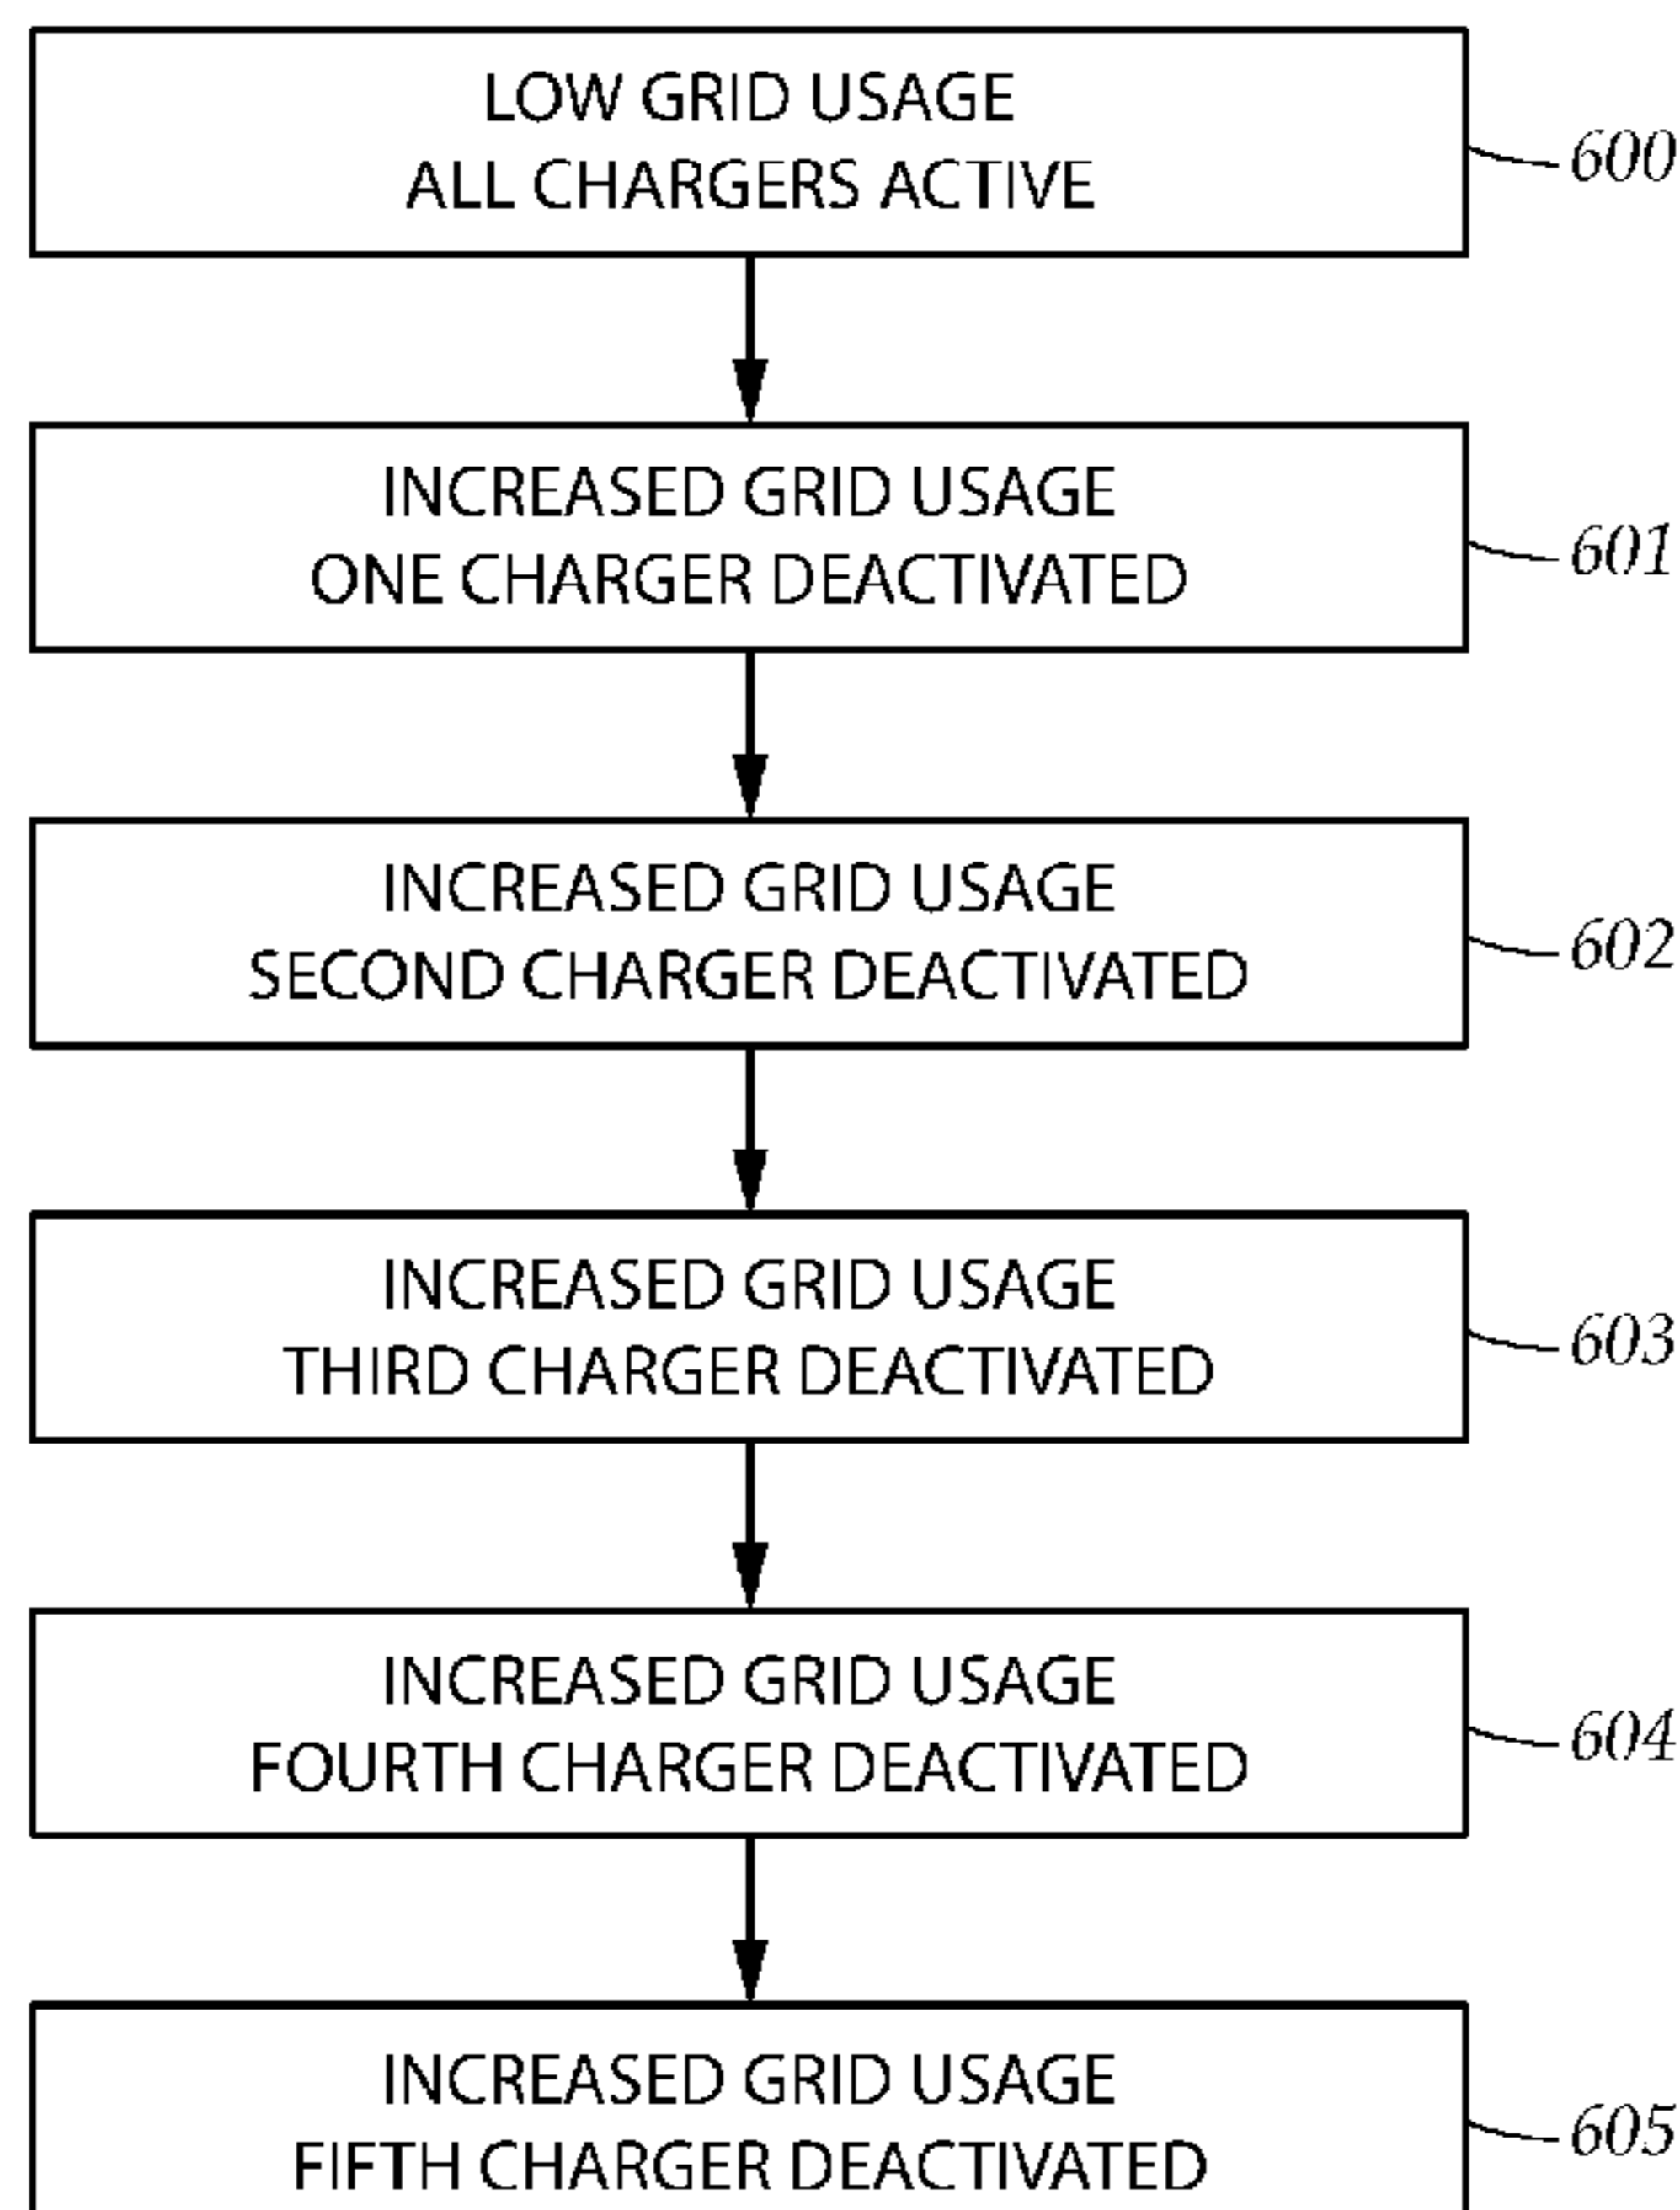 LOW GRID USAGE
ALL CHARGERS ACTIVE
600
INCREASED GRID USAGE
ONE CHARGER DEACTIVATED
601
INCREASED GRID USAGE
SECOND CHARGER DEACTIVATED
602
INCREASED GRID USAGE
THIRD CHARGER DEACTIVATED
603
INCREASED GRID USAGE
FOURTH CHARGER DEACTIVATED
604
INCREASED GRID USAGE
FIFTH CHARGER DEACTIVATED
605